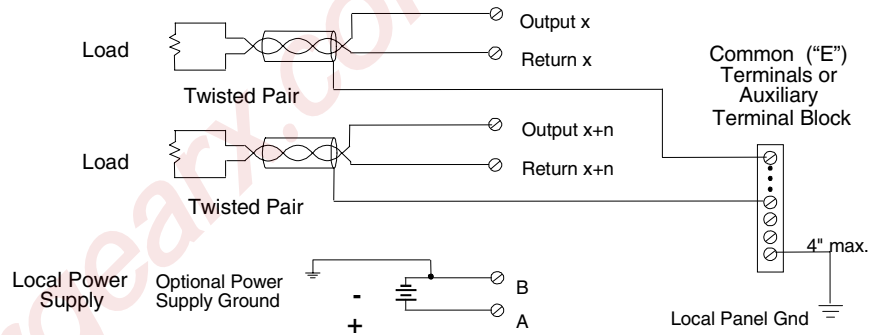 Output x
Load
Return x
Common ("E")
Terminals or
Auxiliary
Terminal Block
Twisted Pair
Output x+n
Load
Return x+n
Twisted Pair
4" max.
Local Power
Supply
Optional Power
Supply Ground
-
+
B
A
Local Panel Gnd